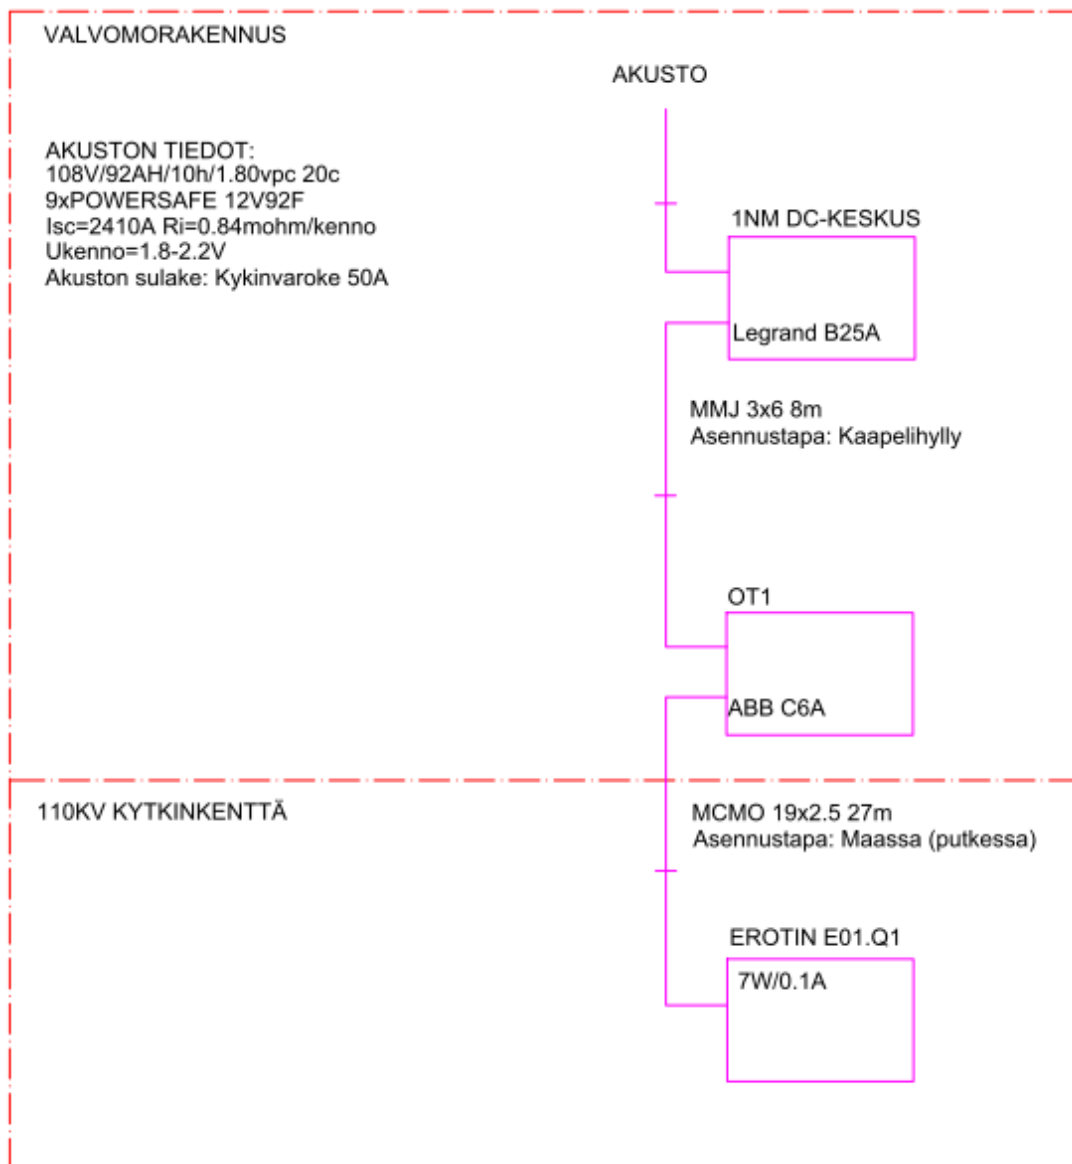 VALVOMORAKENNUS
AKUSTO
AKUSTON TIEDOT:
108V/92AH/10h/1.80vpc 20c
9xPOWERSAFE 12V92F
Isc=2410A Ri=0.84mohm/kenno
Ukenno=1.8-2.2V
Akuston sulake: Kykinvaroke 50A
1NM DC-KESKUS
Legrand B25A
MMJ 3x6 8m
Asennustapa: Kaapelihylly
OT1
ABB C6A
110KV KYTKINKENTTÄ
MCMO 19x2.5 27m
Asennustapa: Maassa (putkessa)
EROTIN E01.Q1
7W/0.1A